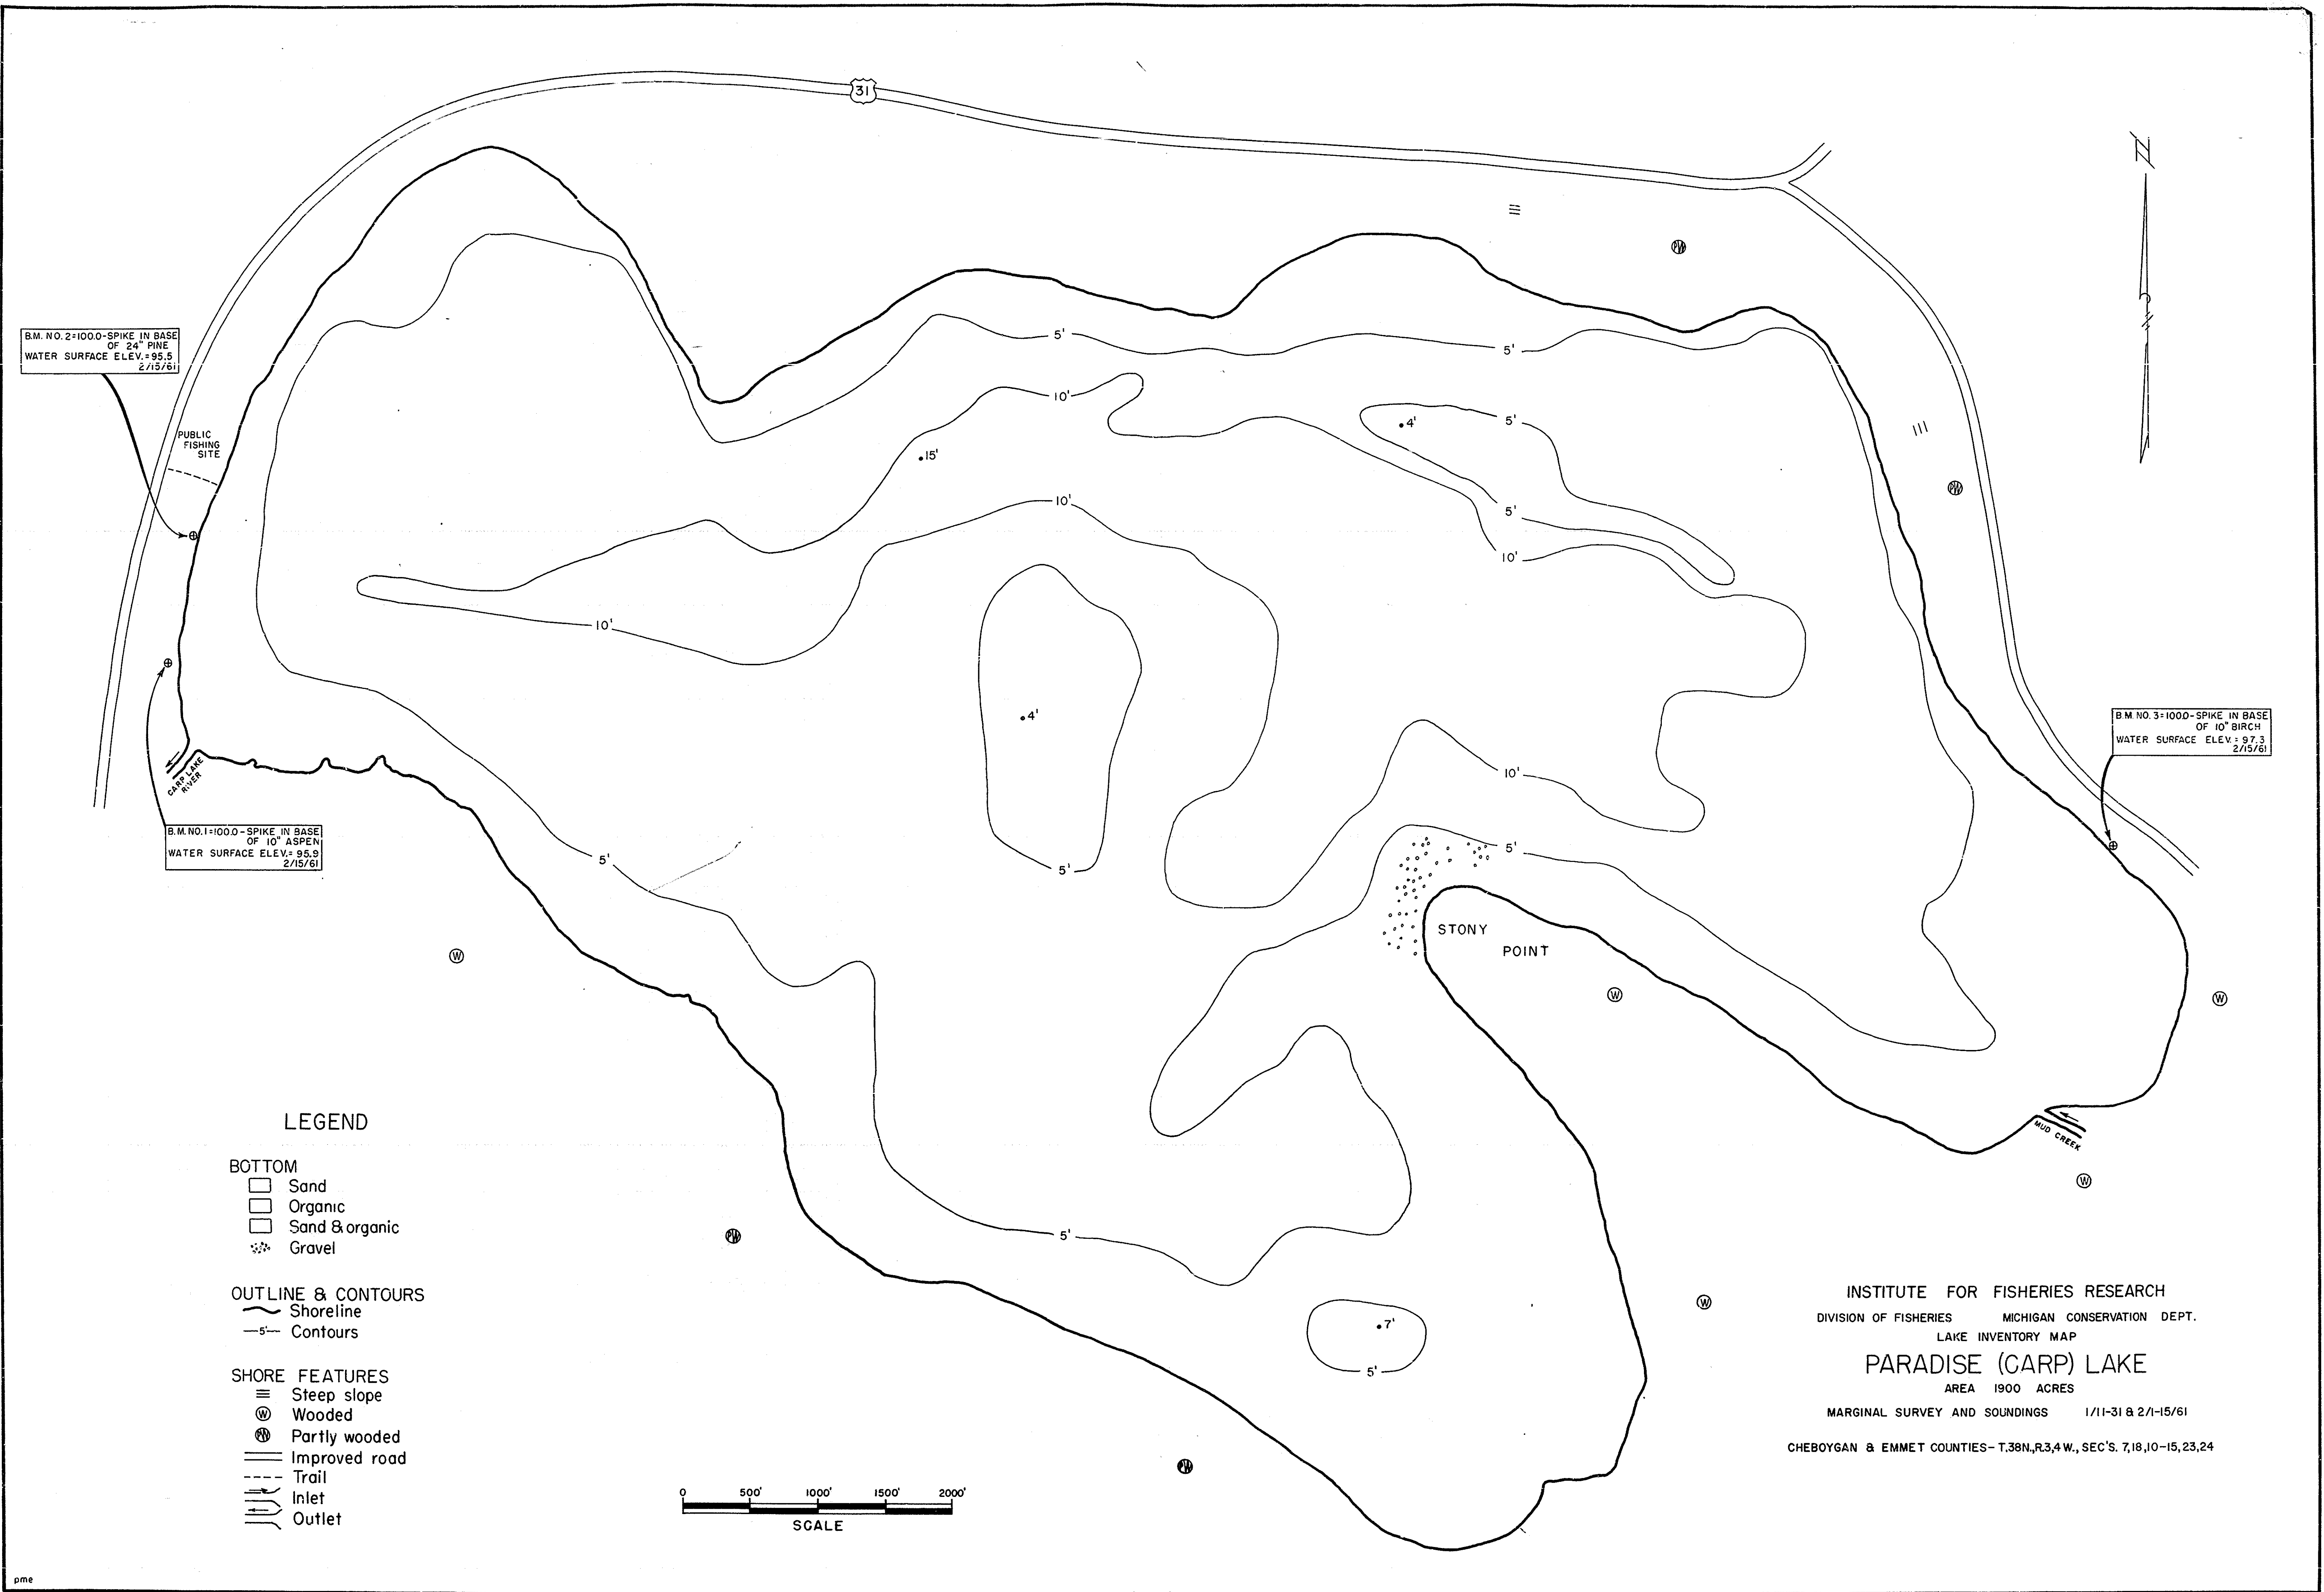 31
N
B.M. NO. 2=100.0-SPIKE IN BASE
OF 24" PINE
WATER SURFACE ELEV.=95.5
2/15/61
PUBLIC
FISHING
SITE
5'
5'
10'
4'
5'
15'
10'
5'
10'
10'
4'
B.M. NO. 3=100.0-SPIKE IN BASE
OF 10" BIRCH
WATER SURFACE ELEV.= 97.3
2/15/61
CARP LAKE
RIVER
10'
B.M. NO. 1=100.0-SPIKE IN BASE
OF 10" ASPEN
WATER SURFACE ELEV.= 95.9
2/15/61
5'
5'
5'
STONY
POINT
W
W
W
MUD CREEK
W
PW
PW
PW
5'
W
7'
5'
PW
LEGEND
BOTTOM
Sand
Organic
Sand & organic
Gravel
OUTLINE & CONTOURS
Shoreline
5' Contours
SHORE FEATURES
Steep slope
W Wooded
PW Partly wooded
Improved road
Trail
Inlet
Outlet
0 500' 1000' 1500' 2000'
SCALE
INSTITUTE FOR FISHERIES RESEARCH
DIVISION OF FISHERIES MICHIGAN CONSERVATION DEPT.
LAKE INVENTORY MAP
PARADISE (CARP) LAKE
AREA 1900 ACRES
MARGINAL SURVEY AND SOUNDINGS 1/11-31 & 2/1-15/61
CHEBOYGAN & EMMET COUNTIES-T.38N.,R.3,4 W., SEC'S. 7,18,10-15,23,24
pme